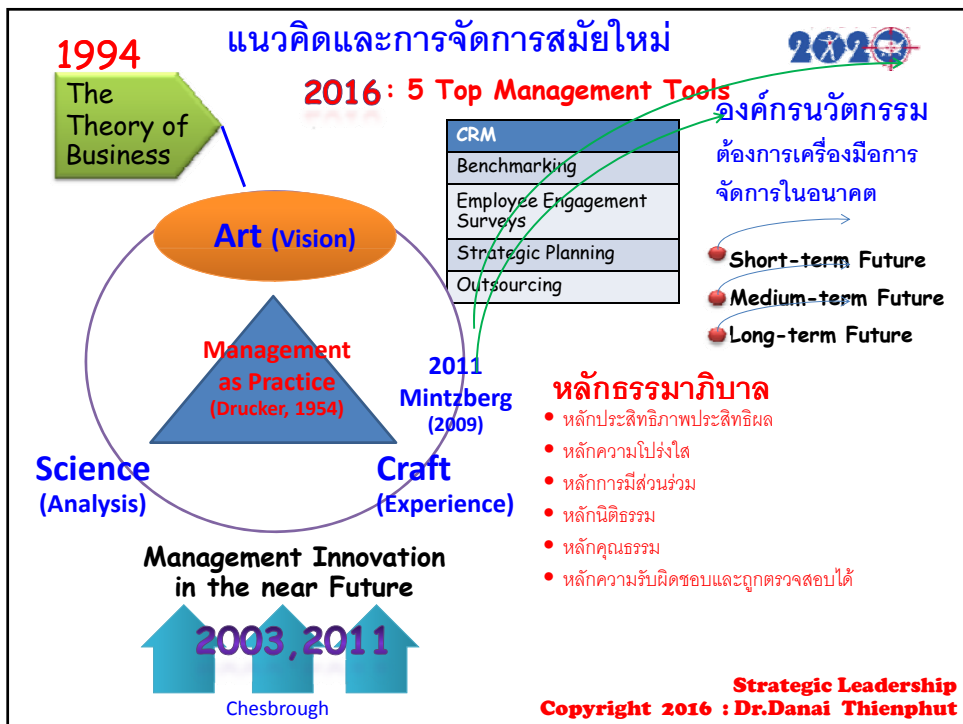 แนวคิดและการจัดการสมัยใหม่
1994
The
Theory of
Business
2020
2016 : 5 Top Management Tools
CRM
Benchmarking
Employee Engagement
Surveys
Strategic Planning
Outsourcing
องค์กรนวัตกรรม
ต้องการเครื่องมือการ
จัดการในอนาคต
Short-term Future
Medium-term Future
Long-term Future
Art (Vision)
Management
as Practice
(Drucker, 1954)
2011
Mintzberg
(2009)
Science
(Analysis)
Craft
(Experience)
หลักธรรมาภิบาล
• หลักประสิทธิภาพประสิทธิผล
• หลักความโปร่งใส
• หลักการมีส่วนร่วม
• หลักนิติธรรม
• หลักคุณธรรม
• หลักความรับผิดชอบและถูกตรวจสอบได้
Management Innovation
in the near Future
2003,2011
Chesbrough
Strategic Leadership
Copyright 2016 : Dr.Danai Thienphut